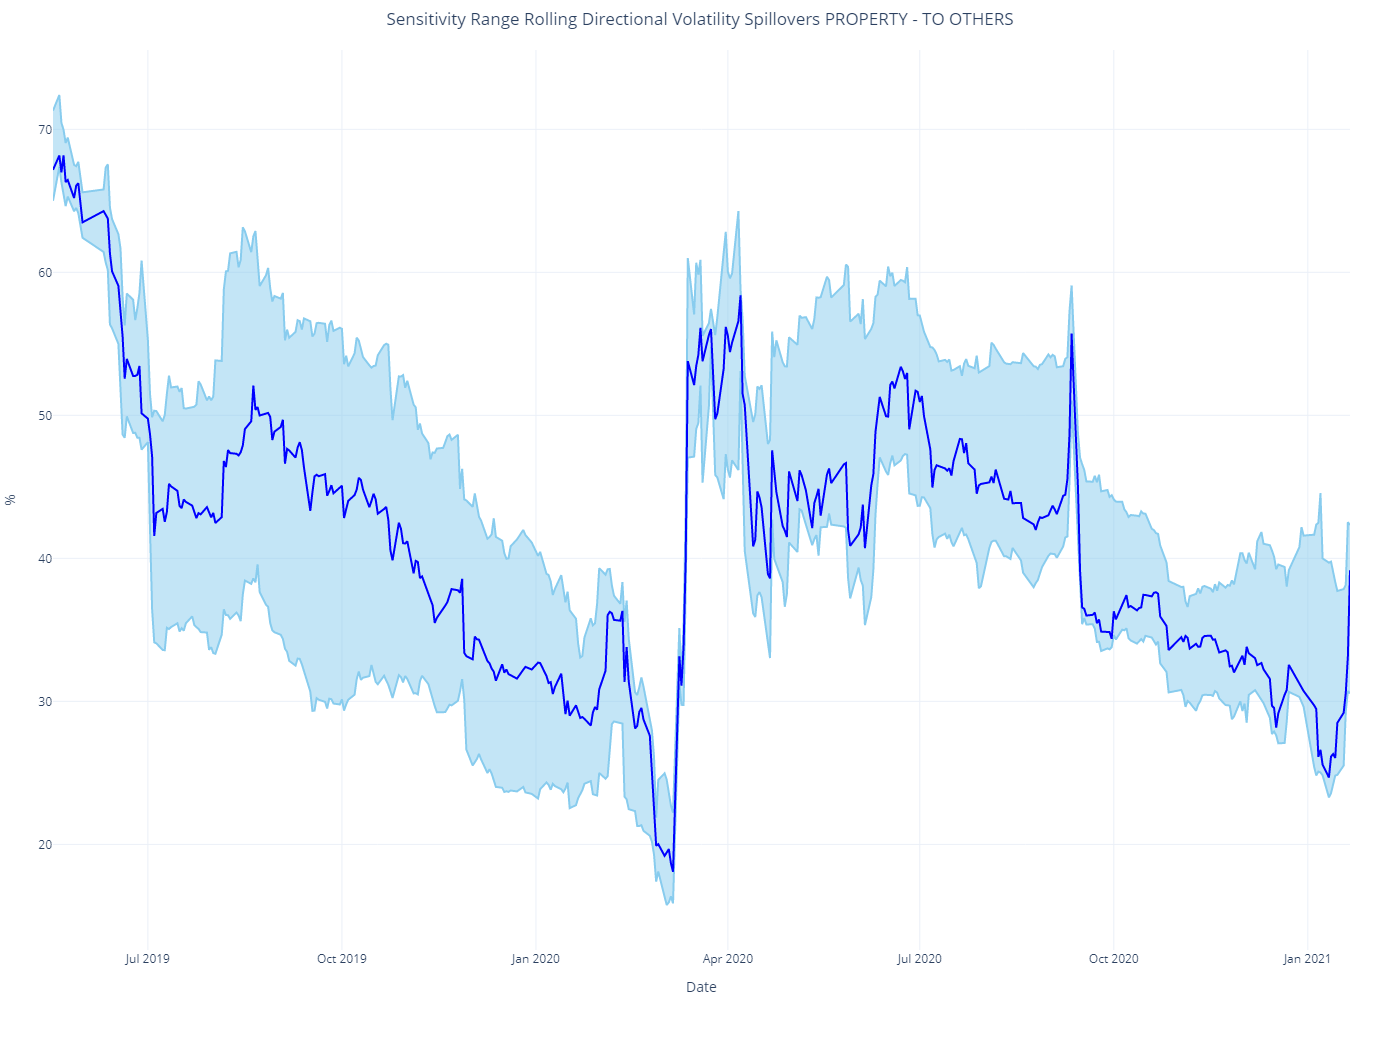 Sensitivity Range Rolling Directional Volatility Spillovers PROPERTY - TO OTHERS
70
60
50
40
30
20
%
Jul 2019
Oct 2019
Jan 2020
Apr 2020
Jul 2020
Oct 2020
Jan 2021
Date